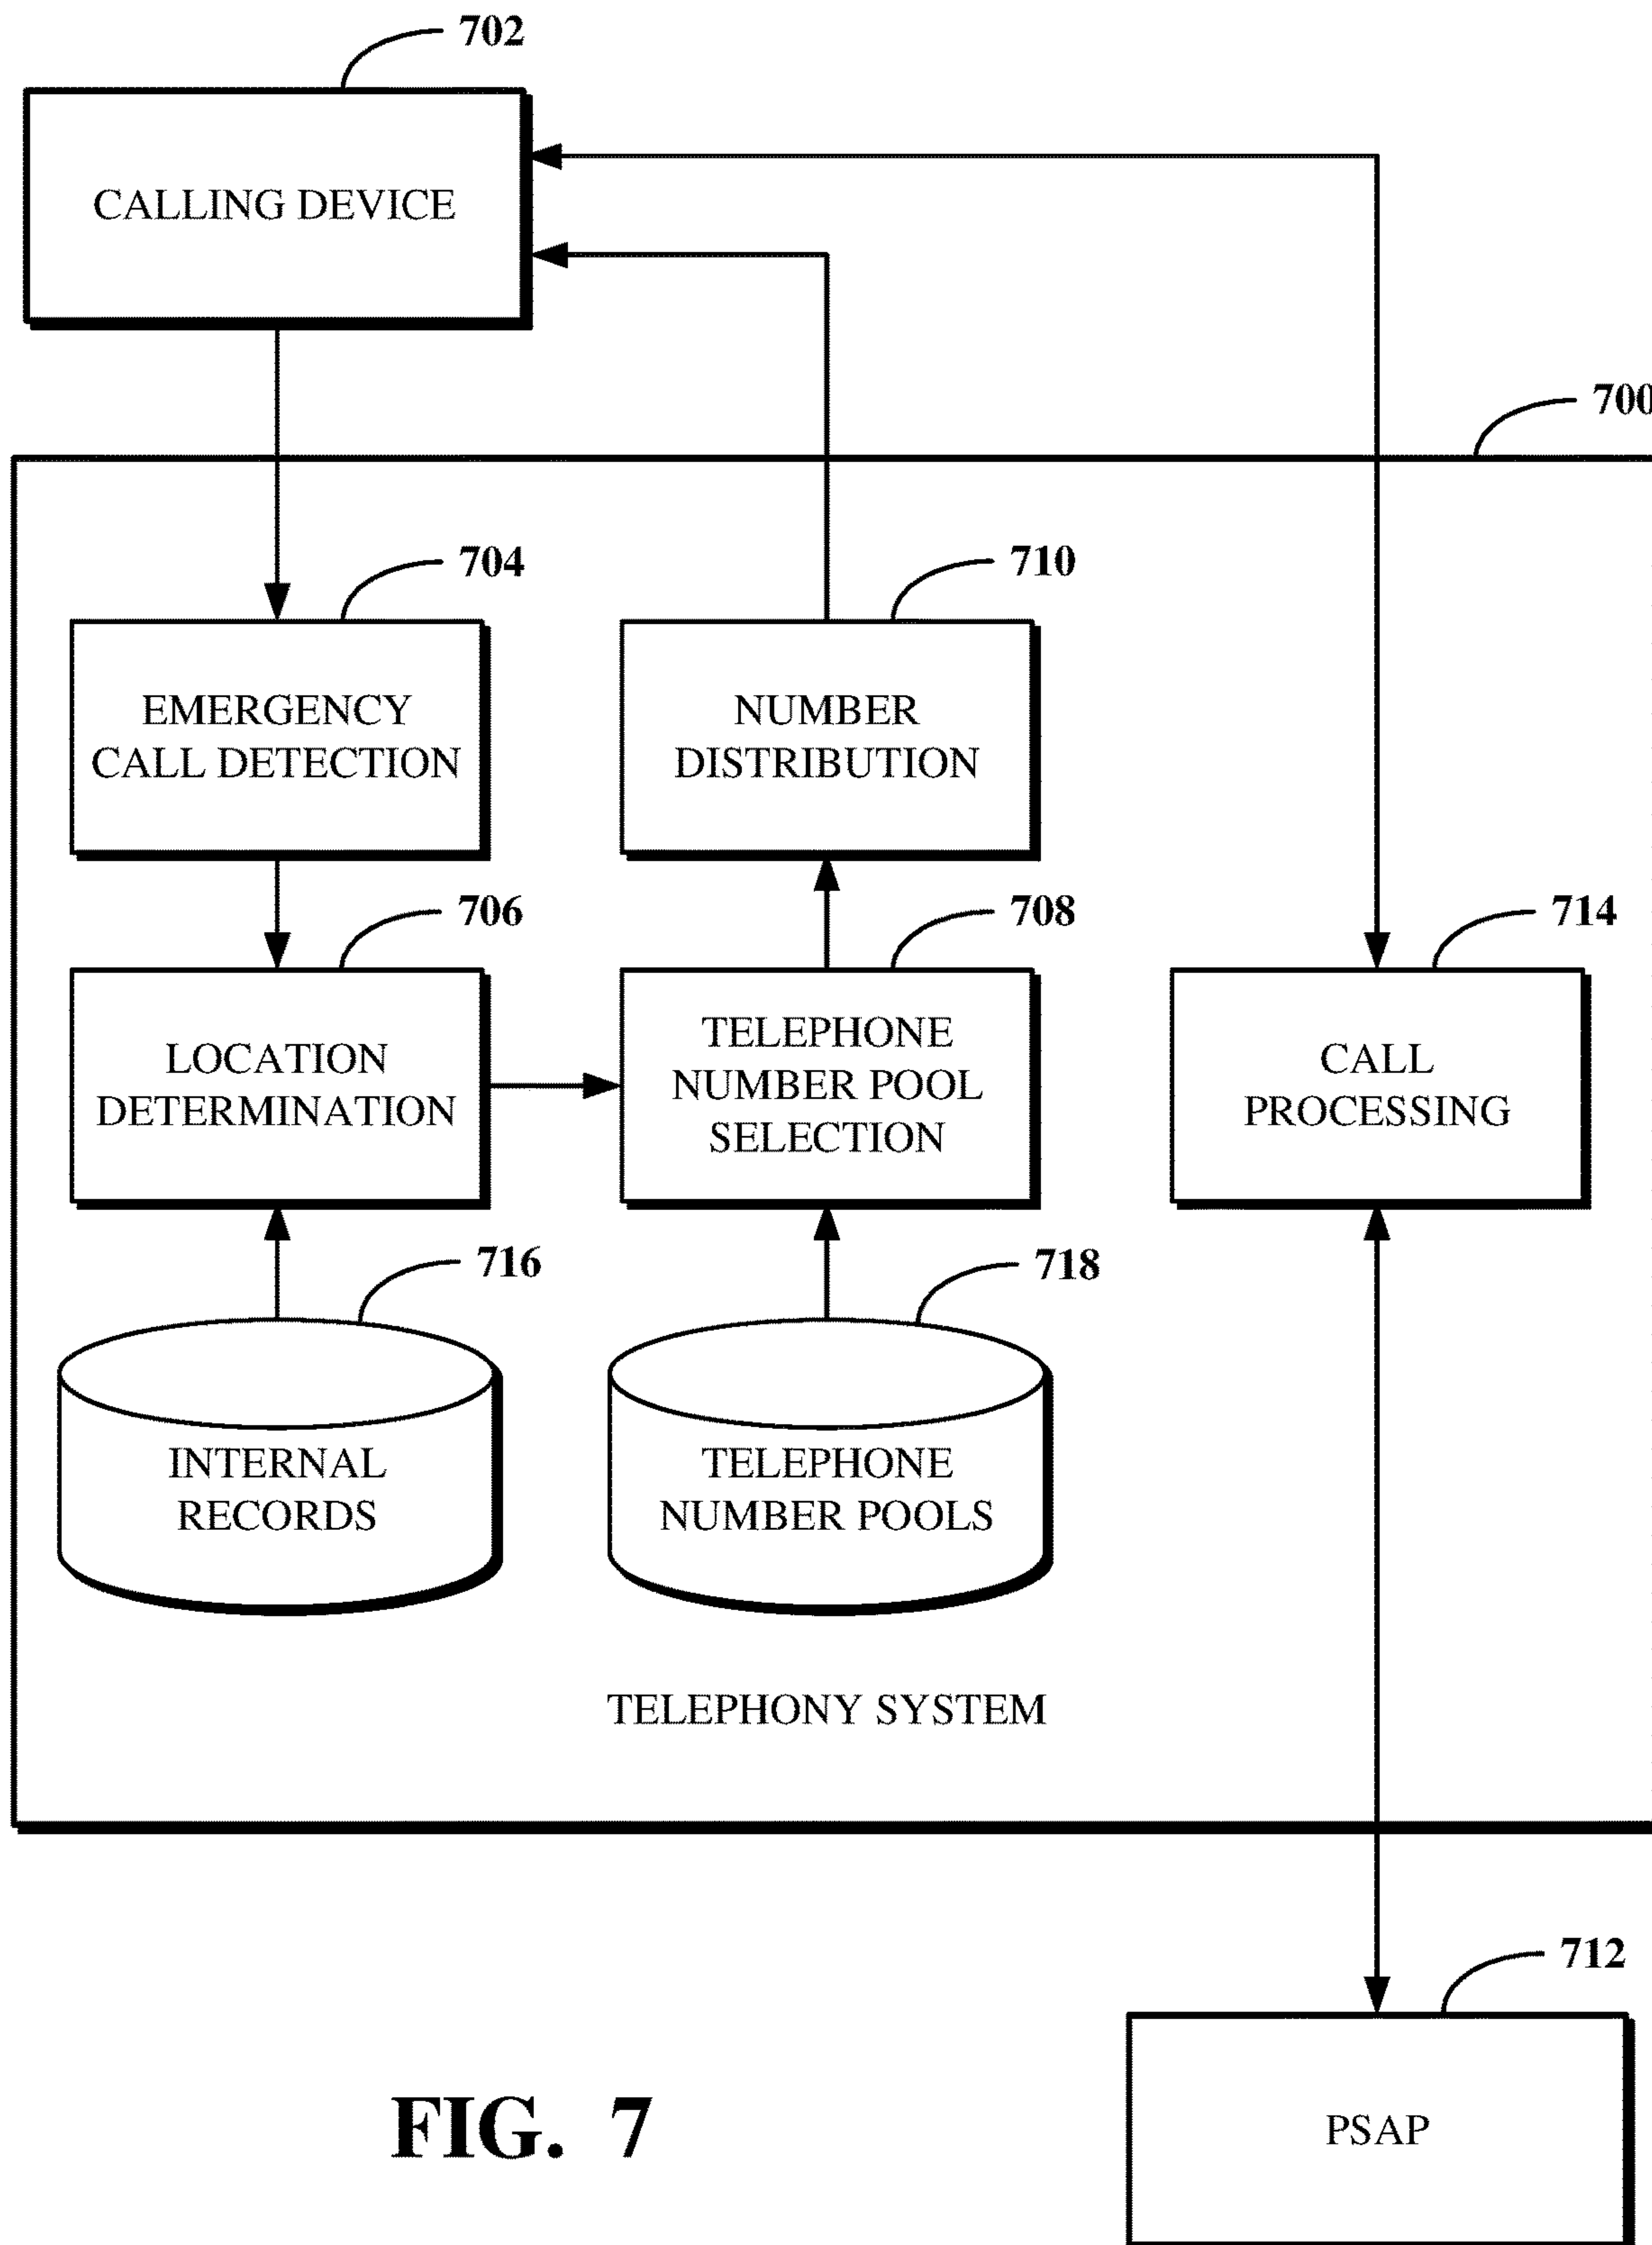 702
CALLING DEVICE
700
704
710
EMERGENCY
CALL DETECTION
NUMBER
DISTRIBUTION
706
708
714
LOCATION
DETERMINATION
TELEPHONE
NUMBER POOL
SELECTION
CALL
PROCESSING
716
718
INTERNAL
RECORDS
TELEPHONE
NUMBER POOLS
TELEPHONY SYSTEM
712
PSAP
FIG. 7